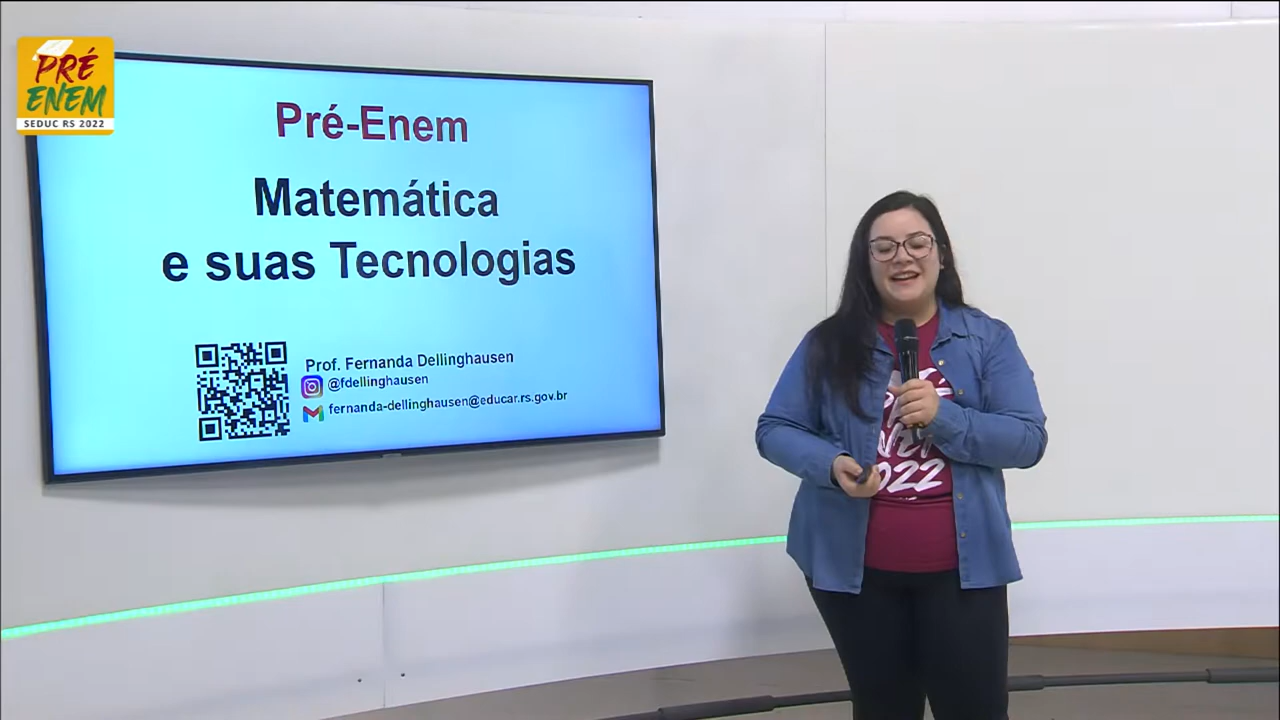 PRÉ
ENEM
SEDUC RS 2022
Pré-Enem
Matemática
e suas Tecnologias
Prof. Fernanda Dellinghausen
@fdellinghausen
fernanda-dellinghausen@educar.rs.gov.br
2022